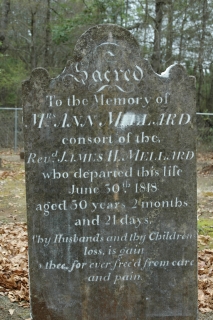 Sacred
To the Memory of
Mrs ANN MELLARD
consort of the,
Revd. JAMES H. MELLARD
who departed this life
June 30th 1818
aged 30 years 2 months
and 21 days.
Thy Husbands and thy Children
loss, is gain
to thee, for ever free'd from care
and pain.